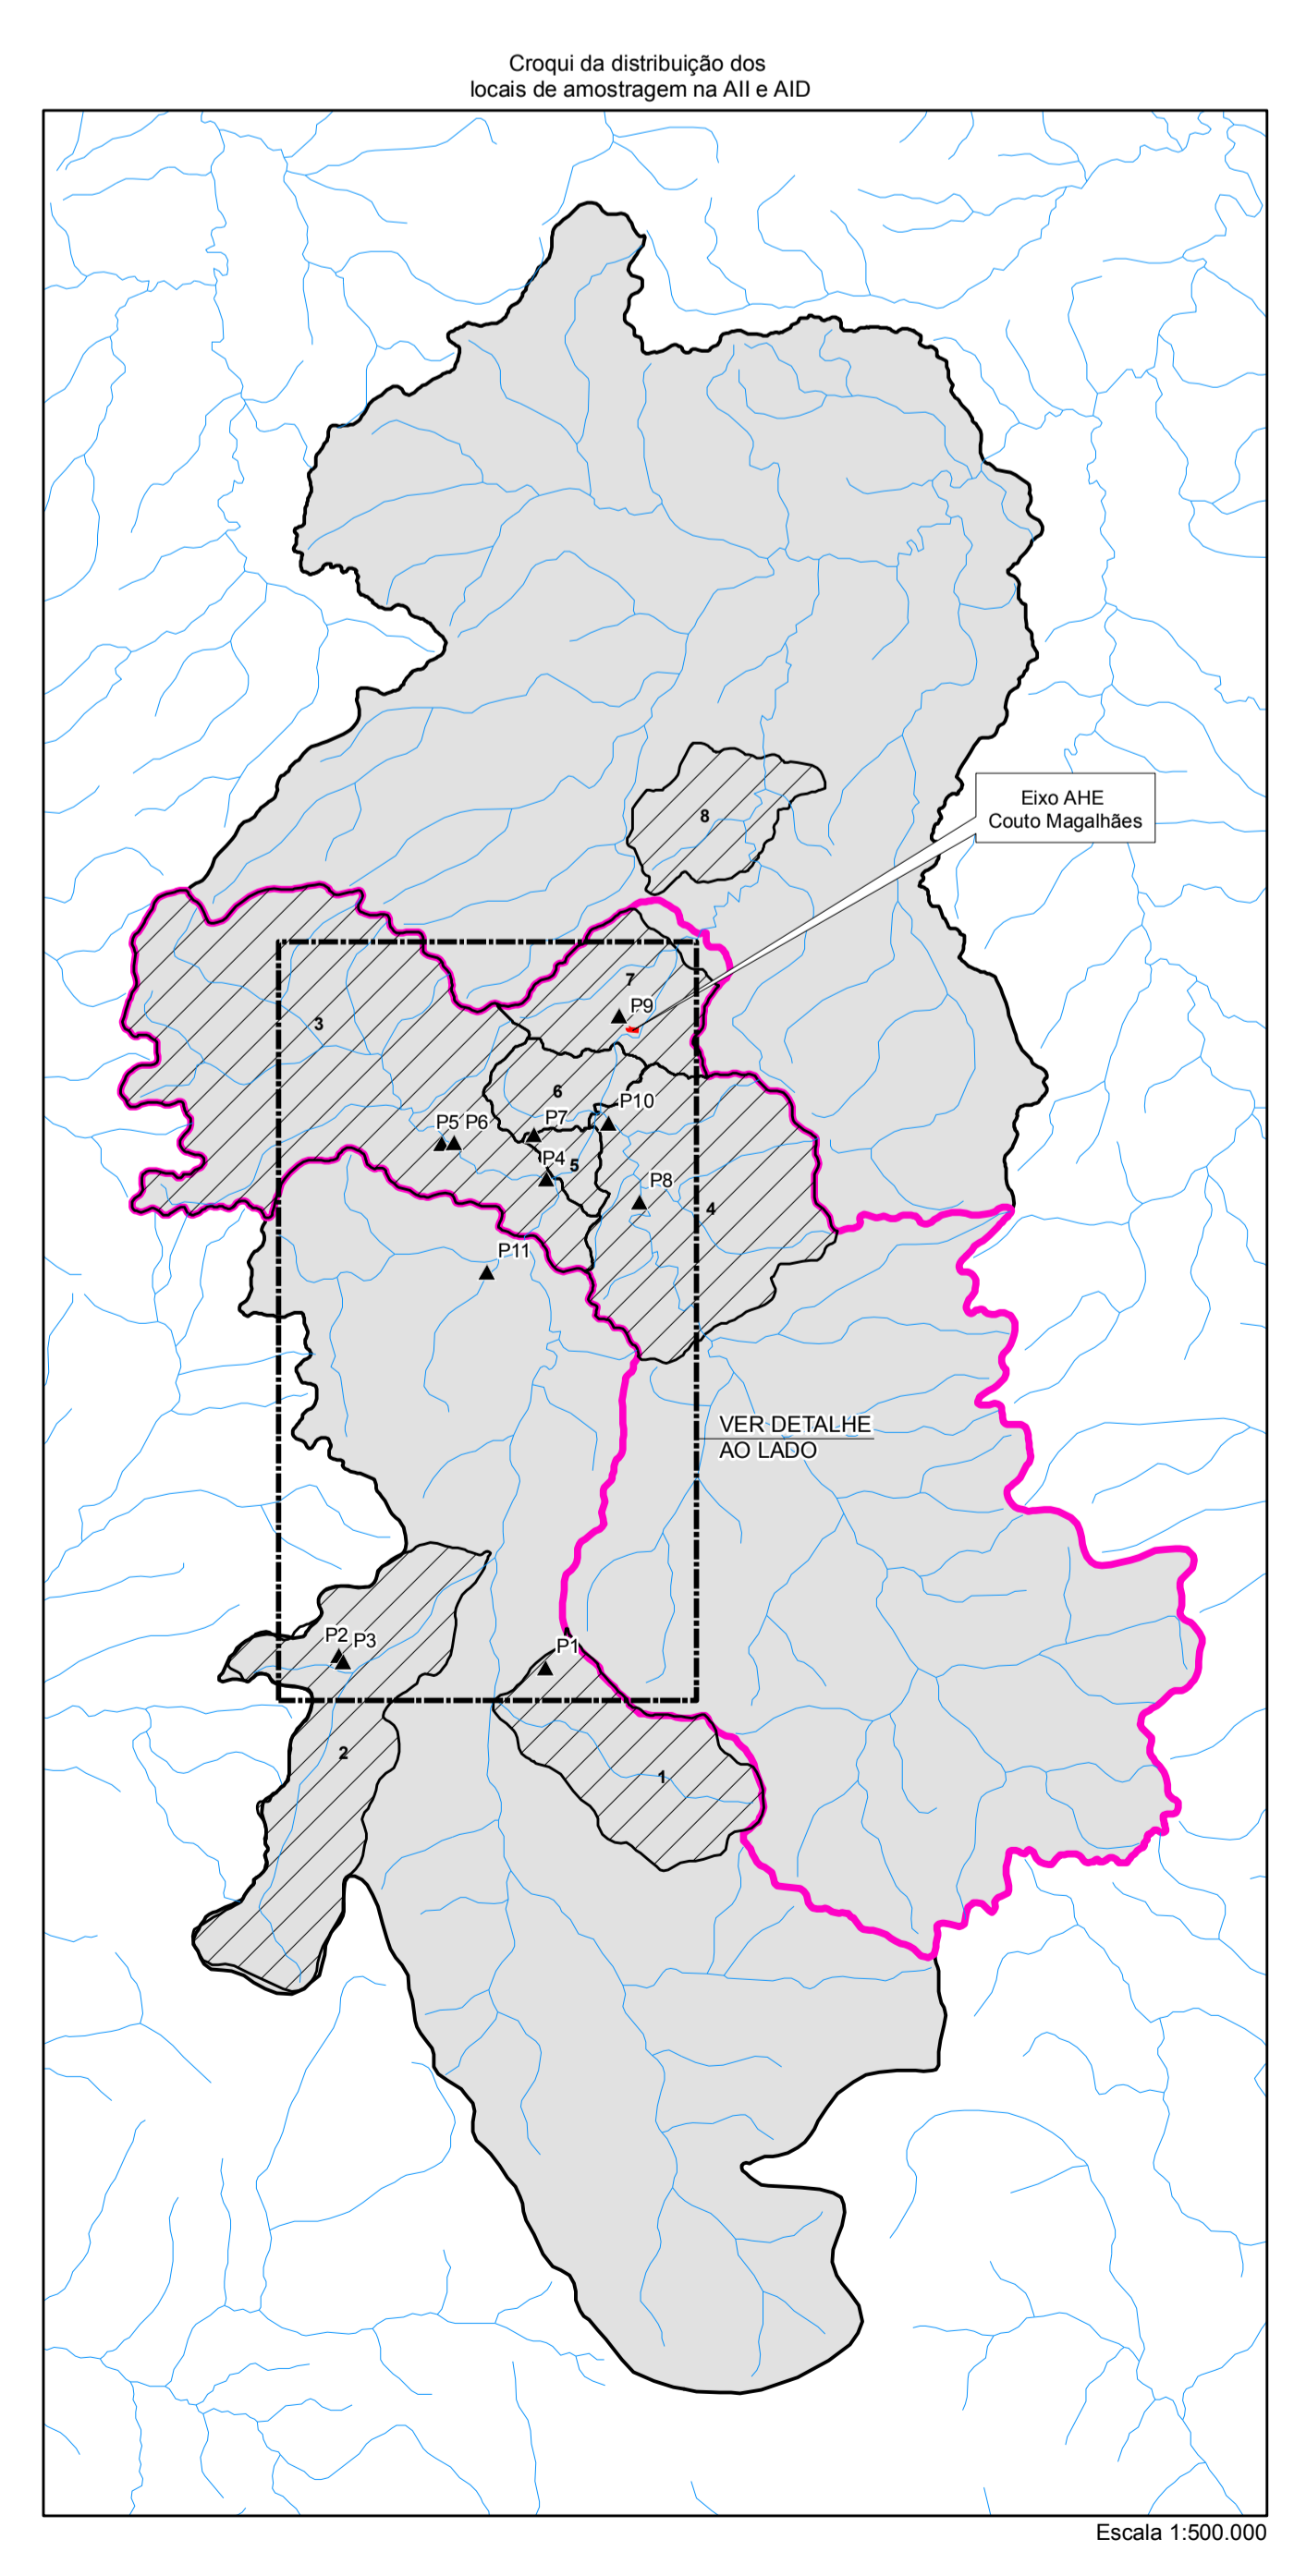 Croqui da distribuição dos
locais de amostragem na AII e AID
Eixo AHE
Couto Magalhães
8
7
P9
3
6
P10
P7
P5 P6
P4
5
P8
4
P11
VER DETALHE
AO LADO
P2
P3
P1
2
1
Escala 1:500.000